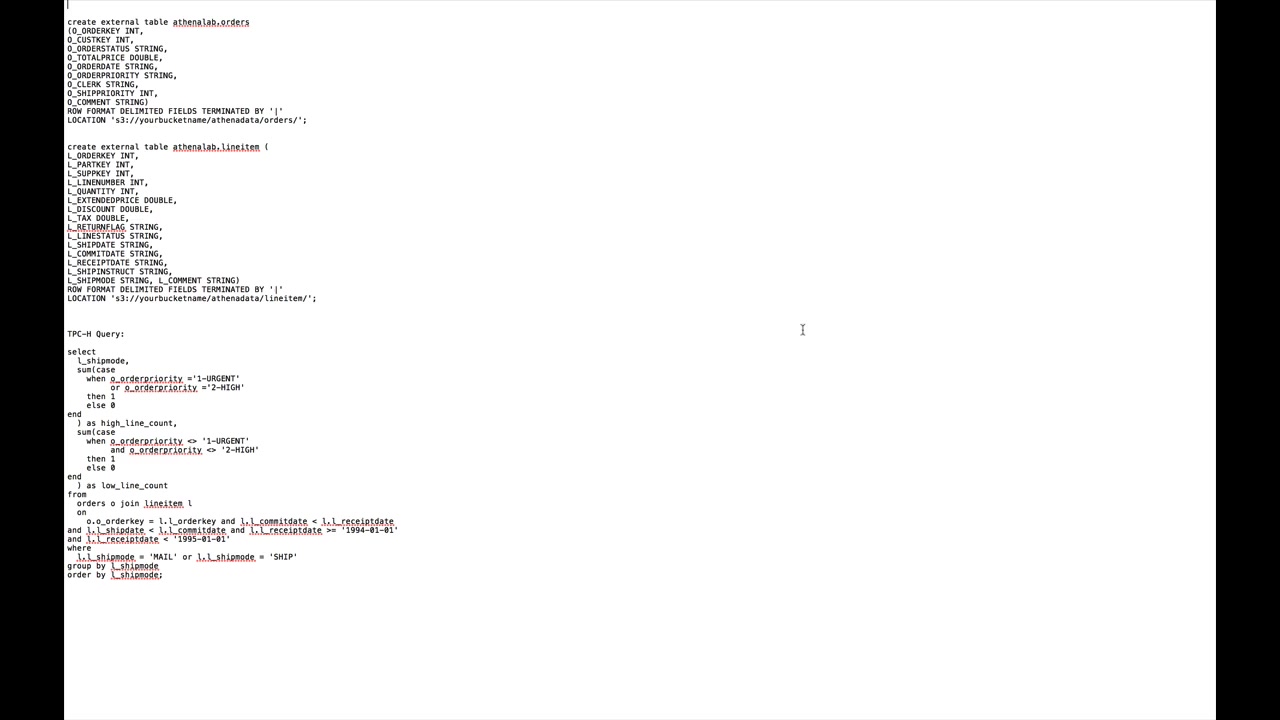 create external table athenalab.orders
(O_ORDERKEY INT,
O_CUSTKEY INT,
O_ORDERSTATUS STRING,
O_TOTALPRICE DOUBLE,
O_ORDERDATE STRING,
O_ORDERPRIORITY STRING,
O_CLERK STRING,
O_SHIPPRIORITY INT,
O_COMMENT STRING)
ROW FORMAT DELIMITED FIELDS TERMINATED BY '|'
LOCATION 's3://yourbucketname/athenadata/orders/';
create external table athenalab.lineitem (
L_ORDERKEY INT,
L_PARTKEY INT,
L_SUPPKEY INT,
L_LINENUMBER INT,
L_QUANTITY INT,
L_EXTENDEDPRICE DOUBLE,
L_DISCOUNT DOUBLE,
L_TAX DOUBLE,
L_RETURNFLAG STRING,
L_LINESTATUS STRING,
L_SHIPDATE STRING,
L_COMMITDATE STRING,
L_RECEIPTDATE STRING,
L_SHIPINSTRUCT STRING,
L_SHIPMODE STRING, L_COMMENT STRING)
ROW FORMAT DELIMITED FIELDS TERMINATED BY '|'
LOCATION 's3://yourbucketname/athenadata/lineitem/';
TPC-H Query:
select
l_shipmode,
sum(case
when o_orderpriority ='1-URGENT'
or o_orderpriority ='2-HIGH'
then 1
else 0
end
) as high_line_count,
sum(case
when o_orderpriority <> '1-URGENT'
and o_orderpriority <> '2-HIGH'
then 1
else 0
end
) as low_line_count
from
orders o join lineitem l
on
o.o_orderkey = l.l_orderkey and l.l_commitdate < l.l_receiptdate
and l.l_shipdate < l.l_commitdate and l.l_receiptdate >= '1994-01-01'
and l.l_receiptdate < '1995-01-01'
where
l.l_shipmode = 'MAIL' or l.l_shipmode = 'SHIP'
group by l_shipmode
order by l_shipmode;